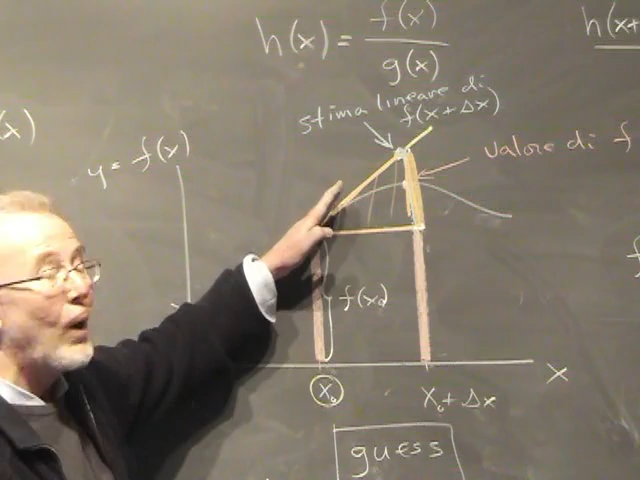 h(x) = f(x) / g(x)
h(x+
x)
y = f(x)
stima lineare di
f(x+Δx)
valore di f
f
f(x₀)
x₀
x₀+Δx
x
guess